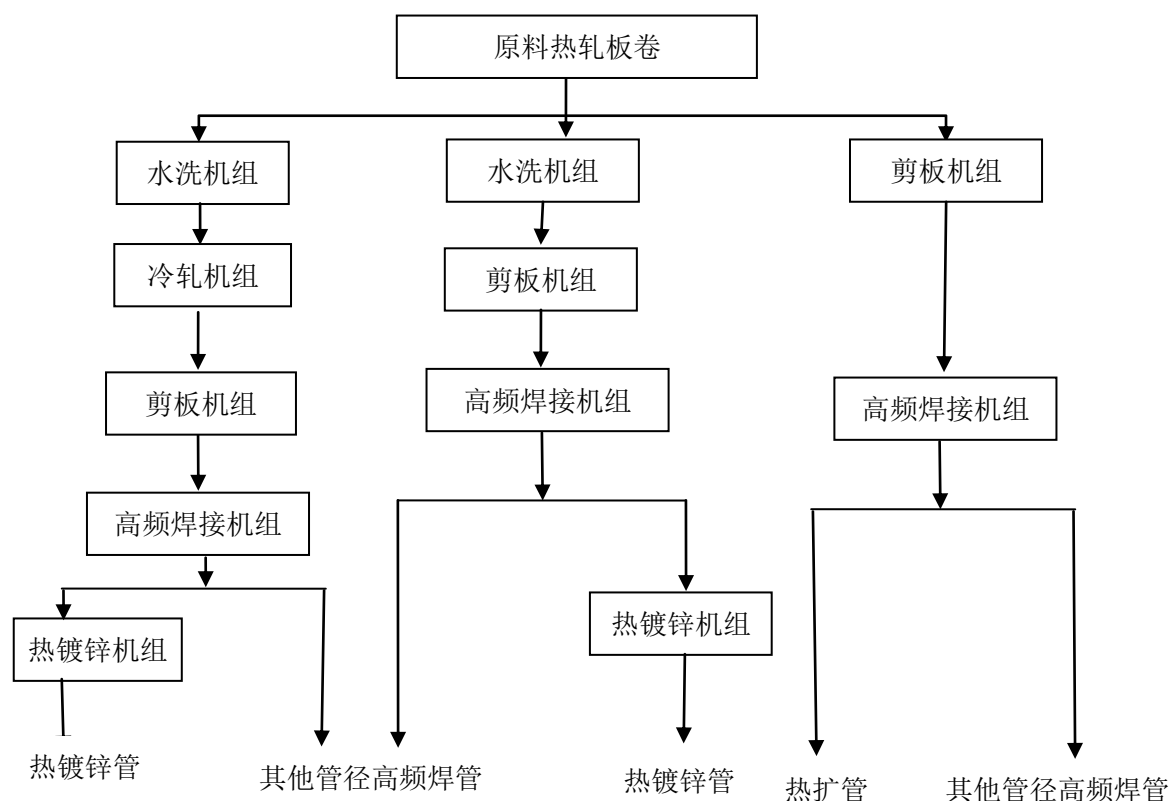 原料热轧板卷
水洗机组
水洗机组
剪板机组
冷轧机组
剪板机组
剪板机组
高频焊接机组
高频焊接机组
高频焊接机组
热镀锌机组
热镀锌机组
热镀锌管
其他管径高频焊管
热镀锌管
热扩管
其他管径高频焊管